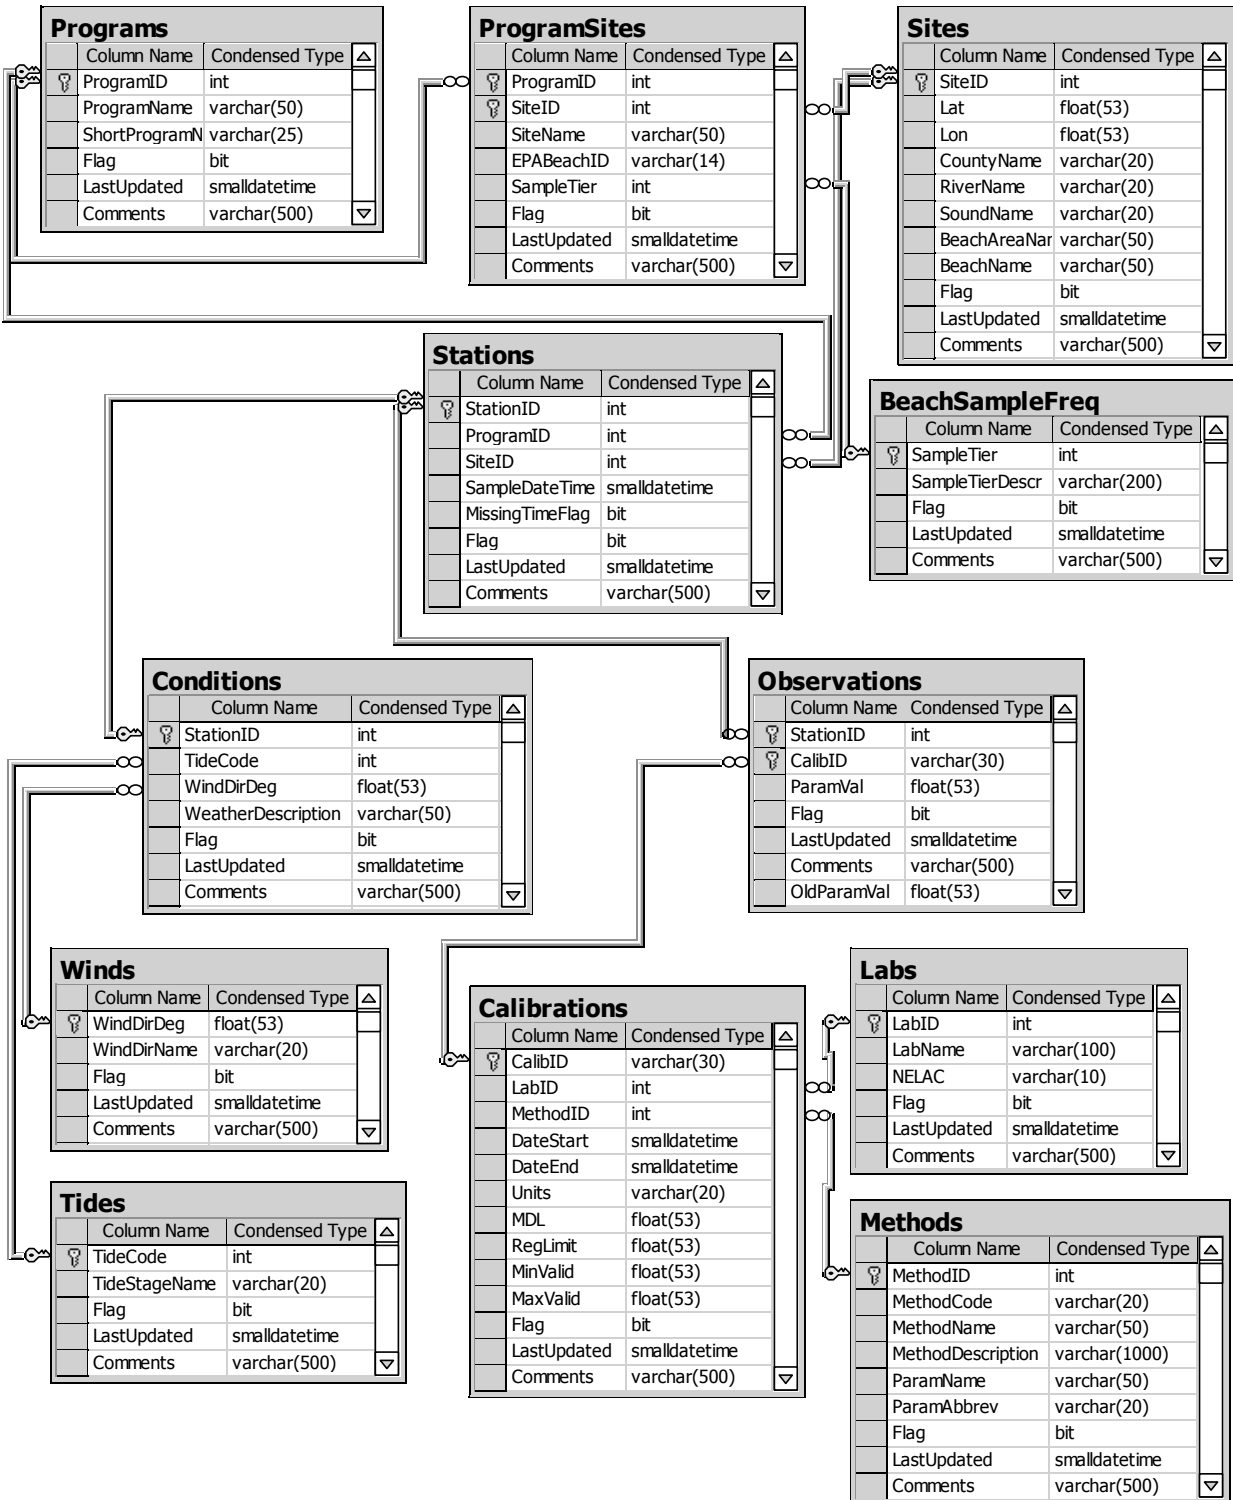 Programs
Column Name Condensed Type
ProgramID int
ProgramName varchar(50)
ShortProgramN varchar(25)
Flag bit
LastUpdated smalldatetime
Comments varchar(500)
ProgramSites
Column Name Condensed Type
ProgramID int
SiteID int
SiteName varchar(50)
EPABeachID varchar(14)
SampleTier int
Flag bit
LastUpdated smalldatetime
Comments varchar(500)
Sites
Column Name Condensed Type
SiteID int
Lat float(53)
Lon float(53)
CountyName varchar(20)
RiverName varchar(20)
SoundName varchar(20)
BeachAreaNar varchar(50)
BeachName varchar(50)
Flag bit
LastUpdated smalldatetime
Comments varchar(500)
Stations
Column Name Condensed Type
StationID int
ProgramID int
SiteID int
SampleDateTime smalldatetime
MissingTimeFlag bit
Flag bit
LastUpdated smalldatetime
Comments varchar(500)
BeachSampleFreq
Column Name Condensed Type
SampleTier int
SampleTierDescr varchar(200)
Flag bit
LastUpdated smalldatetime
Comments varchar(500)
Conditions
Column Name Condensed Type
StationID int
TideCode int
WindDirDeg float(53)
WeatherDescription varchar(50)
Flag bit
LastUpdated smalldatetime
Comments varchar(500)
Observations
Column Name Condensed Type
StationID int
CalibID varchar(30)
ParamVal float(53)
Flag bit
LastUpdated smalldatetime
Comments varchar(500)
OldParamVal float(53)
Winds
Column Name Condensed Type
WindDirDeg float(53)
WindDirName varchar(20)
Flag bit
LastUpdated smalldatetime
Comments varchar(500)
Calibrations
Column Name Condensed Type
CalibID varchar(30)
LabID int
MethodID int
DateStart smalldatetime
DateEnd smalldatetime
Units varchar(20)
MDL float(53)
RegLimit float(53)
MinValid float(53)
MaxValid float(53)
Flag bit
LastUpdated smalldatetime
Comments varchar(500)
Labs
Column Name Condensed Type
LabID int
LabName varchar(100)
NELAC varchar(10)
Flag bit
LastUpdated smalldatetime
Comments varchar(500)
Tides
Column Name Condensed Type
TideCode int
TideStageName varchar(20)
Flag bit
LastUpdated smalldatetime
Comments varchar(500)
Methods
Column Name Condensed Type
MethodID int
MethodCode varchar(20)
MethodName varchar(50)
MethodDescription varchar(1000)
ParamName varchar(50)
ParamAbbrev varchar(20)
Flag bit
LastUpdated smalldatetime
Comments varchar(500)